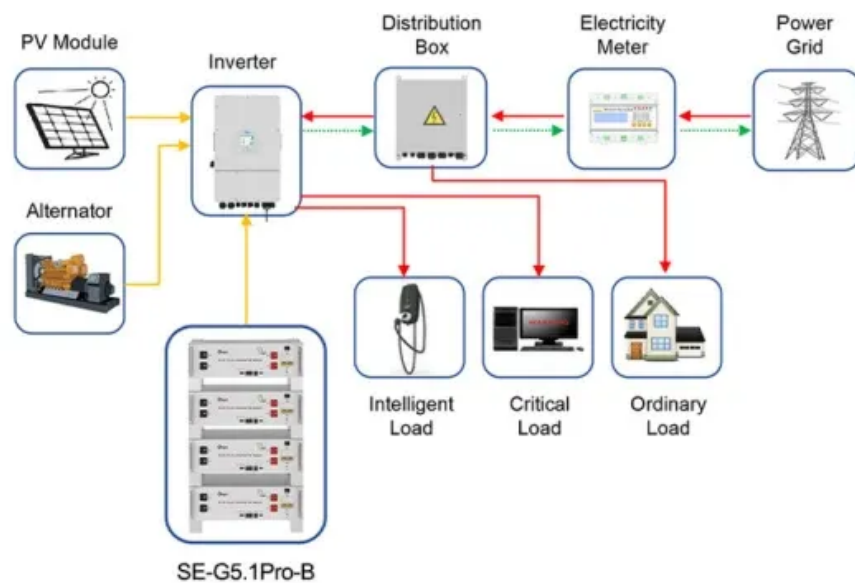 PV Module
Inverter
Distribution
Box
Electricity
Meter
Power
Grid
Alternator
Intelligent
Load
Critical
Load
Ordinary
Load
SE-G5.1Pro-B